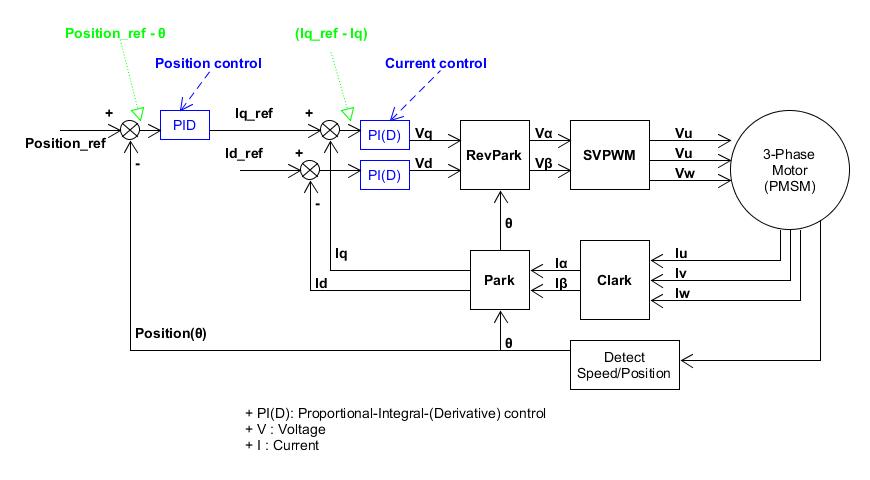 Position_ref - θ
(Iq_ref - Iq)
Position control
Current control
+
Iq_ref
+
PID
PI(D)
Vq
RevPark
Vα
SVPWM
Vu
Position_ref
-
Id_ref
+
PI(D)
Vd
Vβ
Vu
Vw
3-Phase
Motor
(PMSM)
-
θ
Iq
Id
Park
Iα
Iβ
Clark
Iu
Iv
Iw
Position(θ)
θ
Detect
Speed/Position
+ PI(D): Proportional-Integral-(Derivative) control
+ V : Voltage
+ I : Current